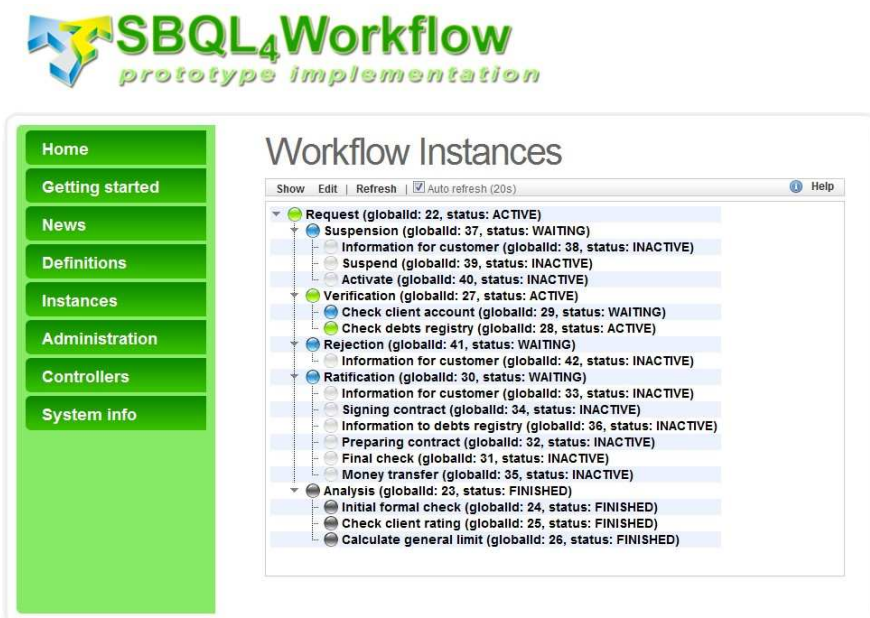 SBQL4Workflow
prototype implementation
Home
Getting started
News
Definitions
Instances
Administration
Controllers
System info
Workflow Instances
Show Edit | Refresh | Auto refresh (20s) Help
Request (globalId: 22, status: ACTIVE)
Suspension (globalId: 37, status: WAITING)
Information for customer (globalId: 38, status: INACTIVE)
Suspend (globalId: 39, status: INACTIVE)
Activate (globalId: 40, status: INACTIVE)
Verification (globalId: 27, status: ACTIVE)
Check client account (globalId: 29, status: WAITING)
Check debts registry (globalId: 28, status: ACTIVE)
Rejection (globalId: 41, status: WAITING)
Information for customer (globalId: 42, status: INACTIVE)
Ratification (globalId: 30, status: WAITING)
Information for customer (globalId: 33, status: INACTIVE)
Signing contract (globalId: 34, status: INACTIVE)
Information to debts registry (globalId: 36, status: INACTIVE)
Preparing contract (globalId: 32, status: INACTIVE)
Final check (globalId: 31, status: INACTIVE)
Money transfer (globalId: 35, status: INACTIVE)
Analysis (globalId: 23, status: FINISHED)
Initial formal check (globalId: 24, status: FINISHED)
Check client rating (globalId: 25, status: FINISHED)
Calculate general limit (globalId: 26, status: FINISHED)